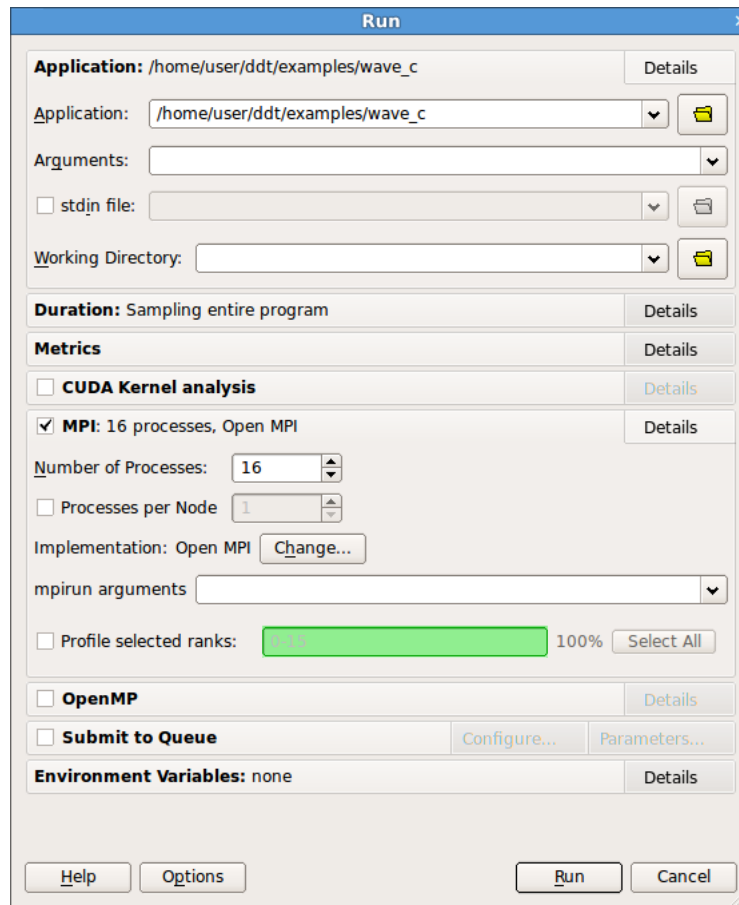 Run
Application: /home/user/ddt/examples/wave_c Details
Application: /home/user/ddt/examples/wave_c
Arguments:
stdin file:
Working Directory:
Duration: Sampling entire program Details
Metrics Details
CUDA Kernel analysis Details
MPI: 16 processes, Open MPI Details
Number of Processes: 16
Processes per Node 1
Implementation: Open MPI Change...
mpirun arguments
Profile selected ranks: 0-15 100% Select All
OpenMP Details
Submit to Queue Configure... Parameters...
Environment Variables: none Details
Help Options Run Cancel